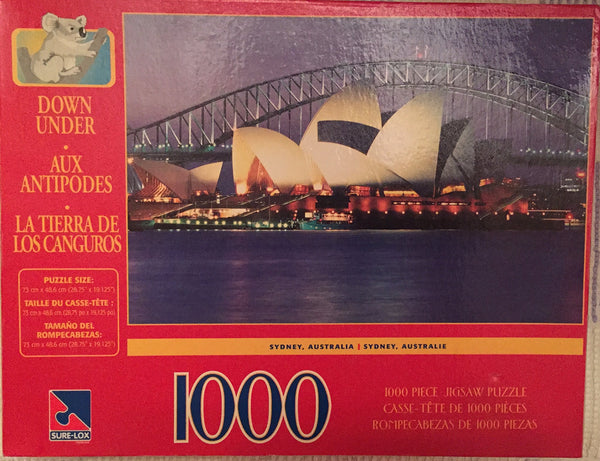 DOWN
UNDER
•
AUX
ANTIPODES
•
LA TIERRA DE
LOS CANGUROS
PUZZLE SIZE:
73 cm x 48,6 cm (28.75" x 19.125")
TAILLE DU CASSE-TÊTE :
73 cm x 48,6 cm (28,75 po x 19,125 po)
TAMAÑO DEL
ROMPECABEZAS:
73 cm x 48,6 cm (28.75" x 19.125")
SYDNEY, AUSTRALIA | SYDNEY, AUSTRALIE
SURE-LOX
1000
1000 PIECE JIGSAW PUZZLE
CASSE-TÊTE DE 1000 PIÈCES
ROMPECABEZAS DE 1000 PIEZAS